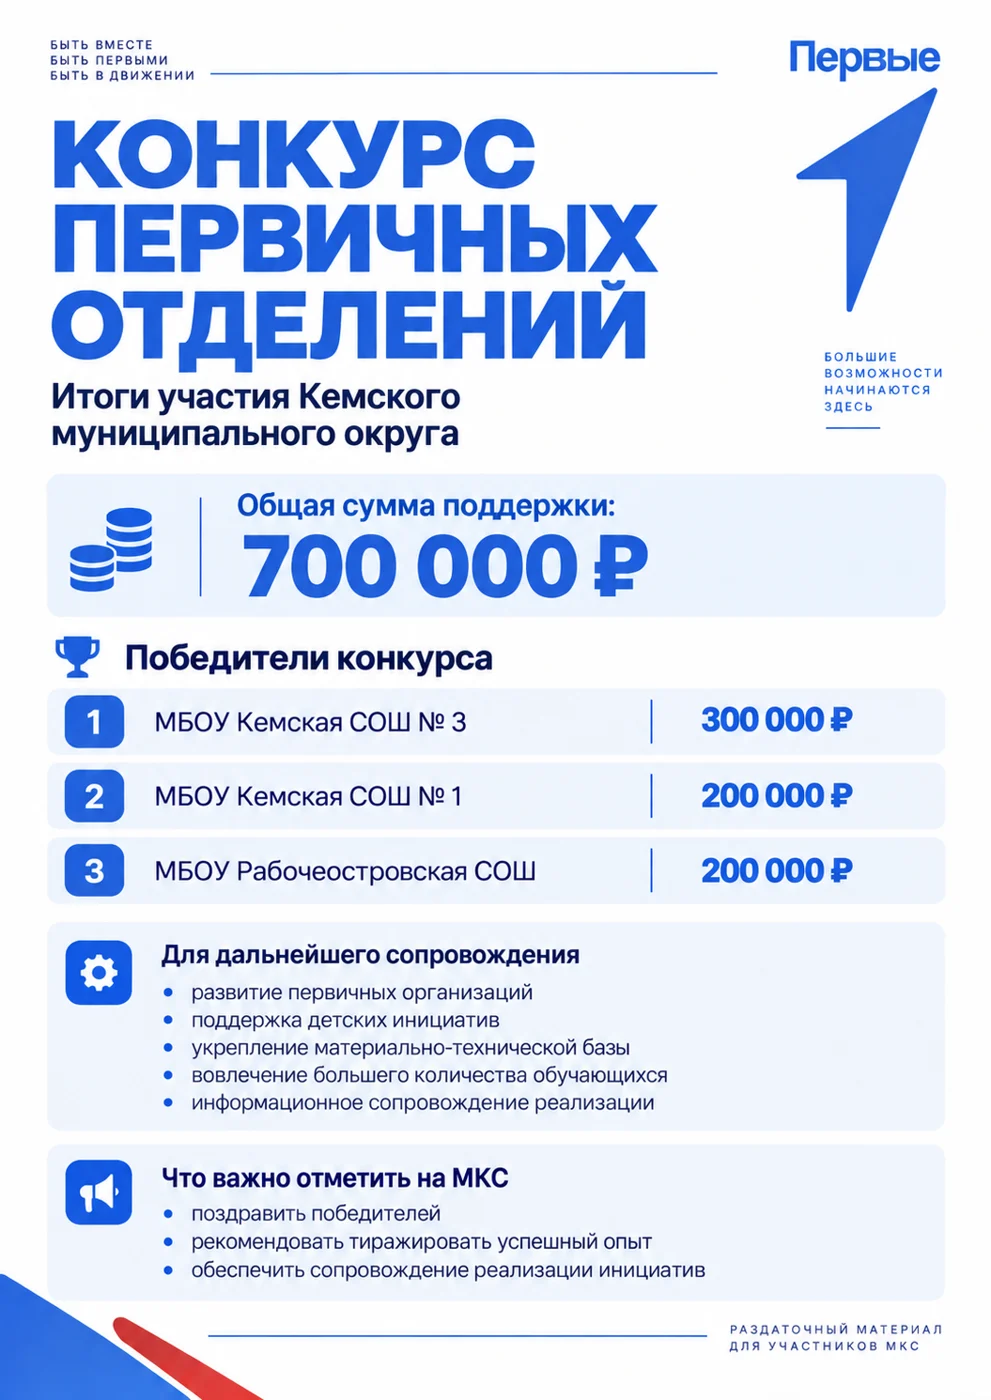 БЫТЬ ВМЕСТЕ
БЫТЬ ПЕРВЫМИ
БЫТЬ В ДВИЖЕНИИ
Первые
КОНКУРС
ПЕРВИЧНЫХ
ОТДЕЛЕНИЙ
Итоги участия Кемского
муниципального округа
БОЛЬШИЕ
ВОЗМОЖНОСТИ
НАЧИНАЮТСЯ
ЗДЕСЬ
Общая сумма поддержки:
700 000 ₽
Победители конкурса
1 МБОУ Кемская СОШ № 3 300 000 ₽
2 МБОУ Кемская СОШ № 1 200 000 ₽
3 МБОУ Рабочеостровская СОШ 200 000 ₽
Для дальнейшего сопровождения
• развитие первичных организаций
• поддержка детских инициатив
• укрепление материально-технической базы
• вовлечение большего количества обучающихся
• информационное сопровождение реализации
Что важно отметить на МКС
• поздравить победителей
• рекомендовать тиражировать успешный опыт
• обеспечить сопровождение реализации инициатив
РАЗДАТОЧНЫЙ МАТЕРИАЛ
ДЛЯ УЧАСТНИКОВ МКС